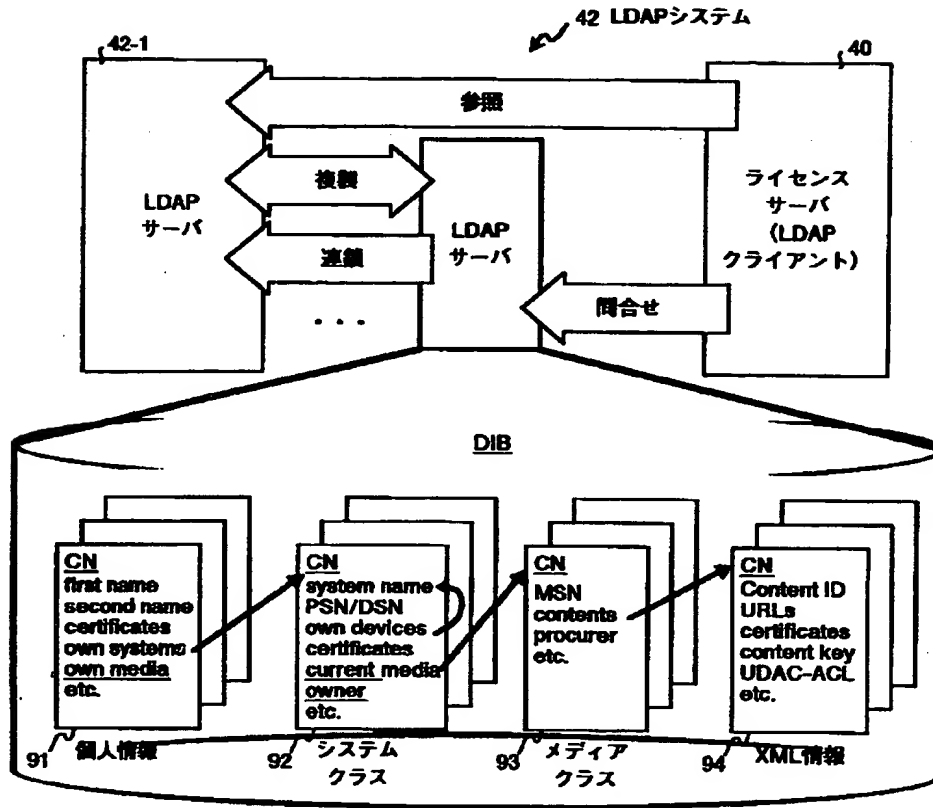 42 LDAPシステム
42-1
40
参照
複製
連鎖
問合せ
LDAP
サーバ
LDAP
サーバ
ライセンス
サーバ
(LDAP
クライアント)
...
DIB
CN
first name
second name
certificates
own systems
own media
etc.
CN
system name
PSN/DSN
own devices
certificates
current media
owner
etc.
CN
MSN
contents
procurer
etc.
CN
Content ID
URLs
certificates
content key
UDAC-ACL
etc.
91 個人情報
92 システム
クラス
93 メディア
クラス
94 XML情報